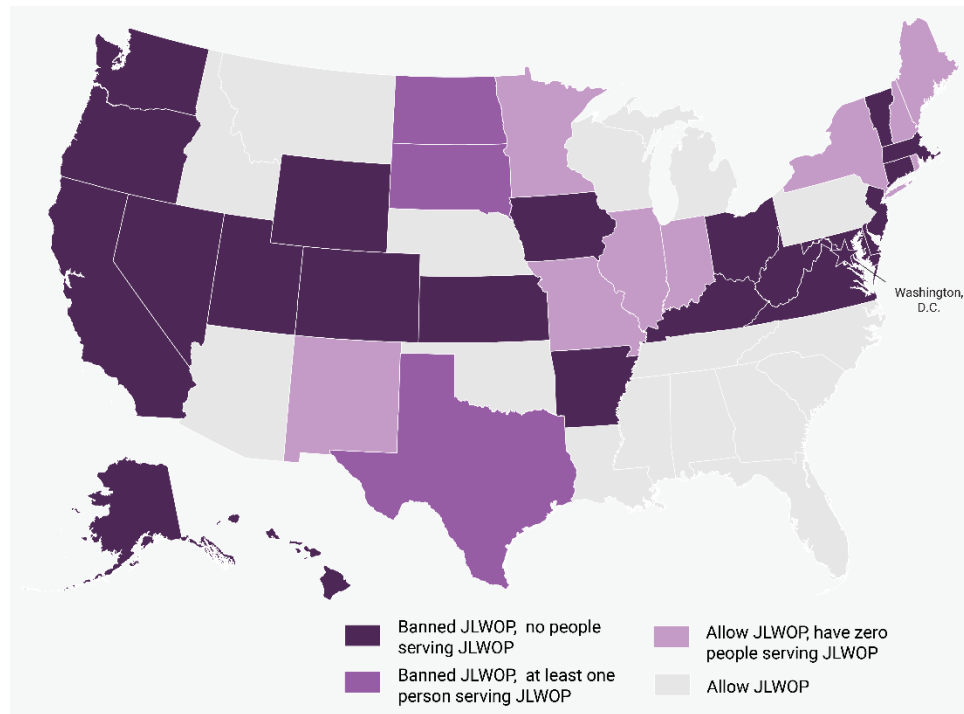 Washington,
D.C.
Banned JLWOP, no people
serving JLWOP
Banned JLWOP, at least one
person serving JLWOP
Allow JLWOP, have zero
people serving JLWOP
Allow JLWOP